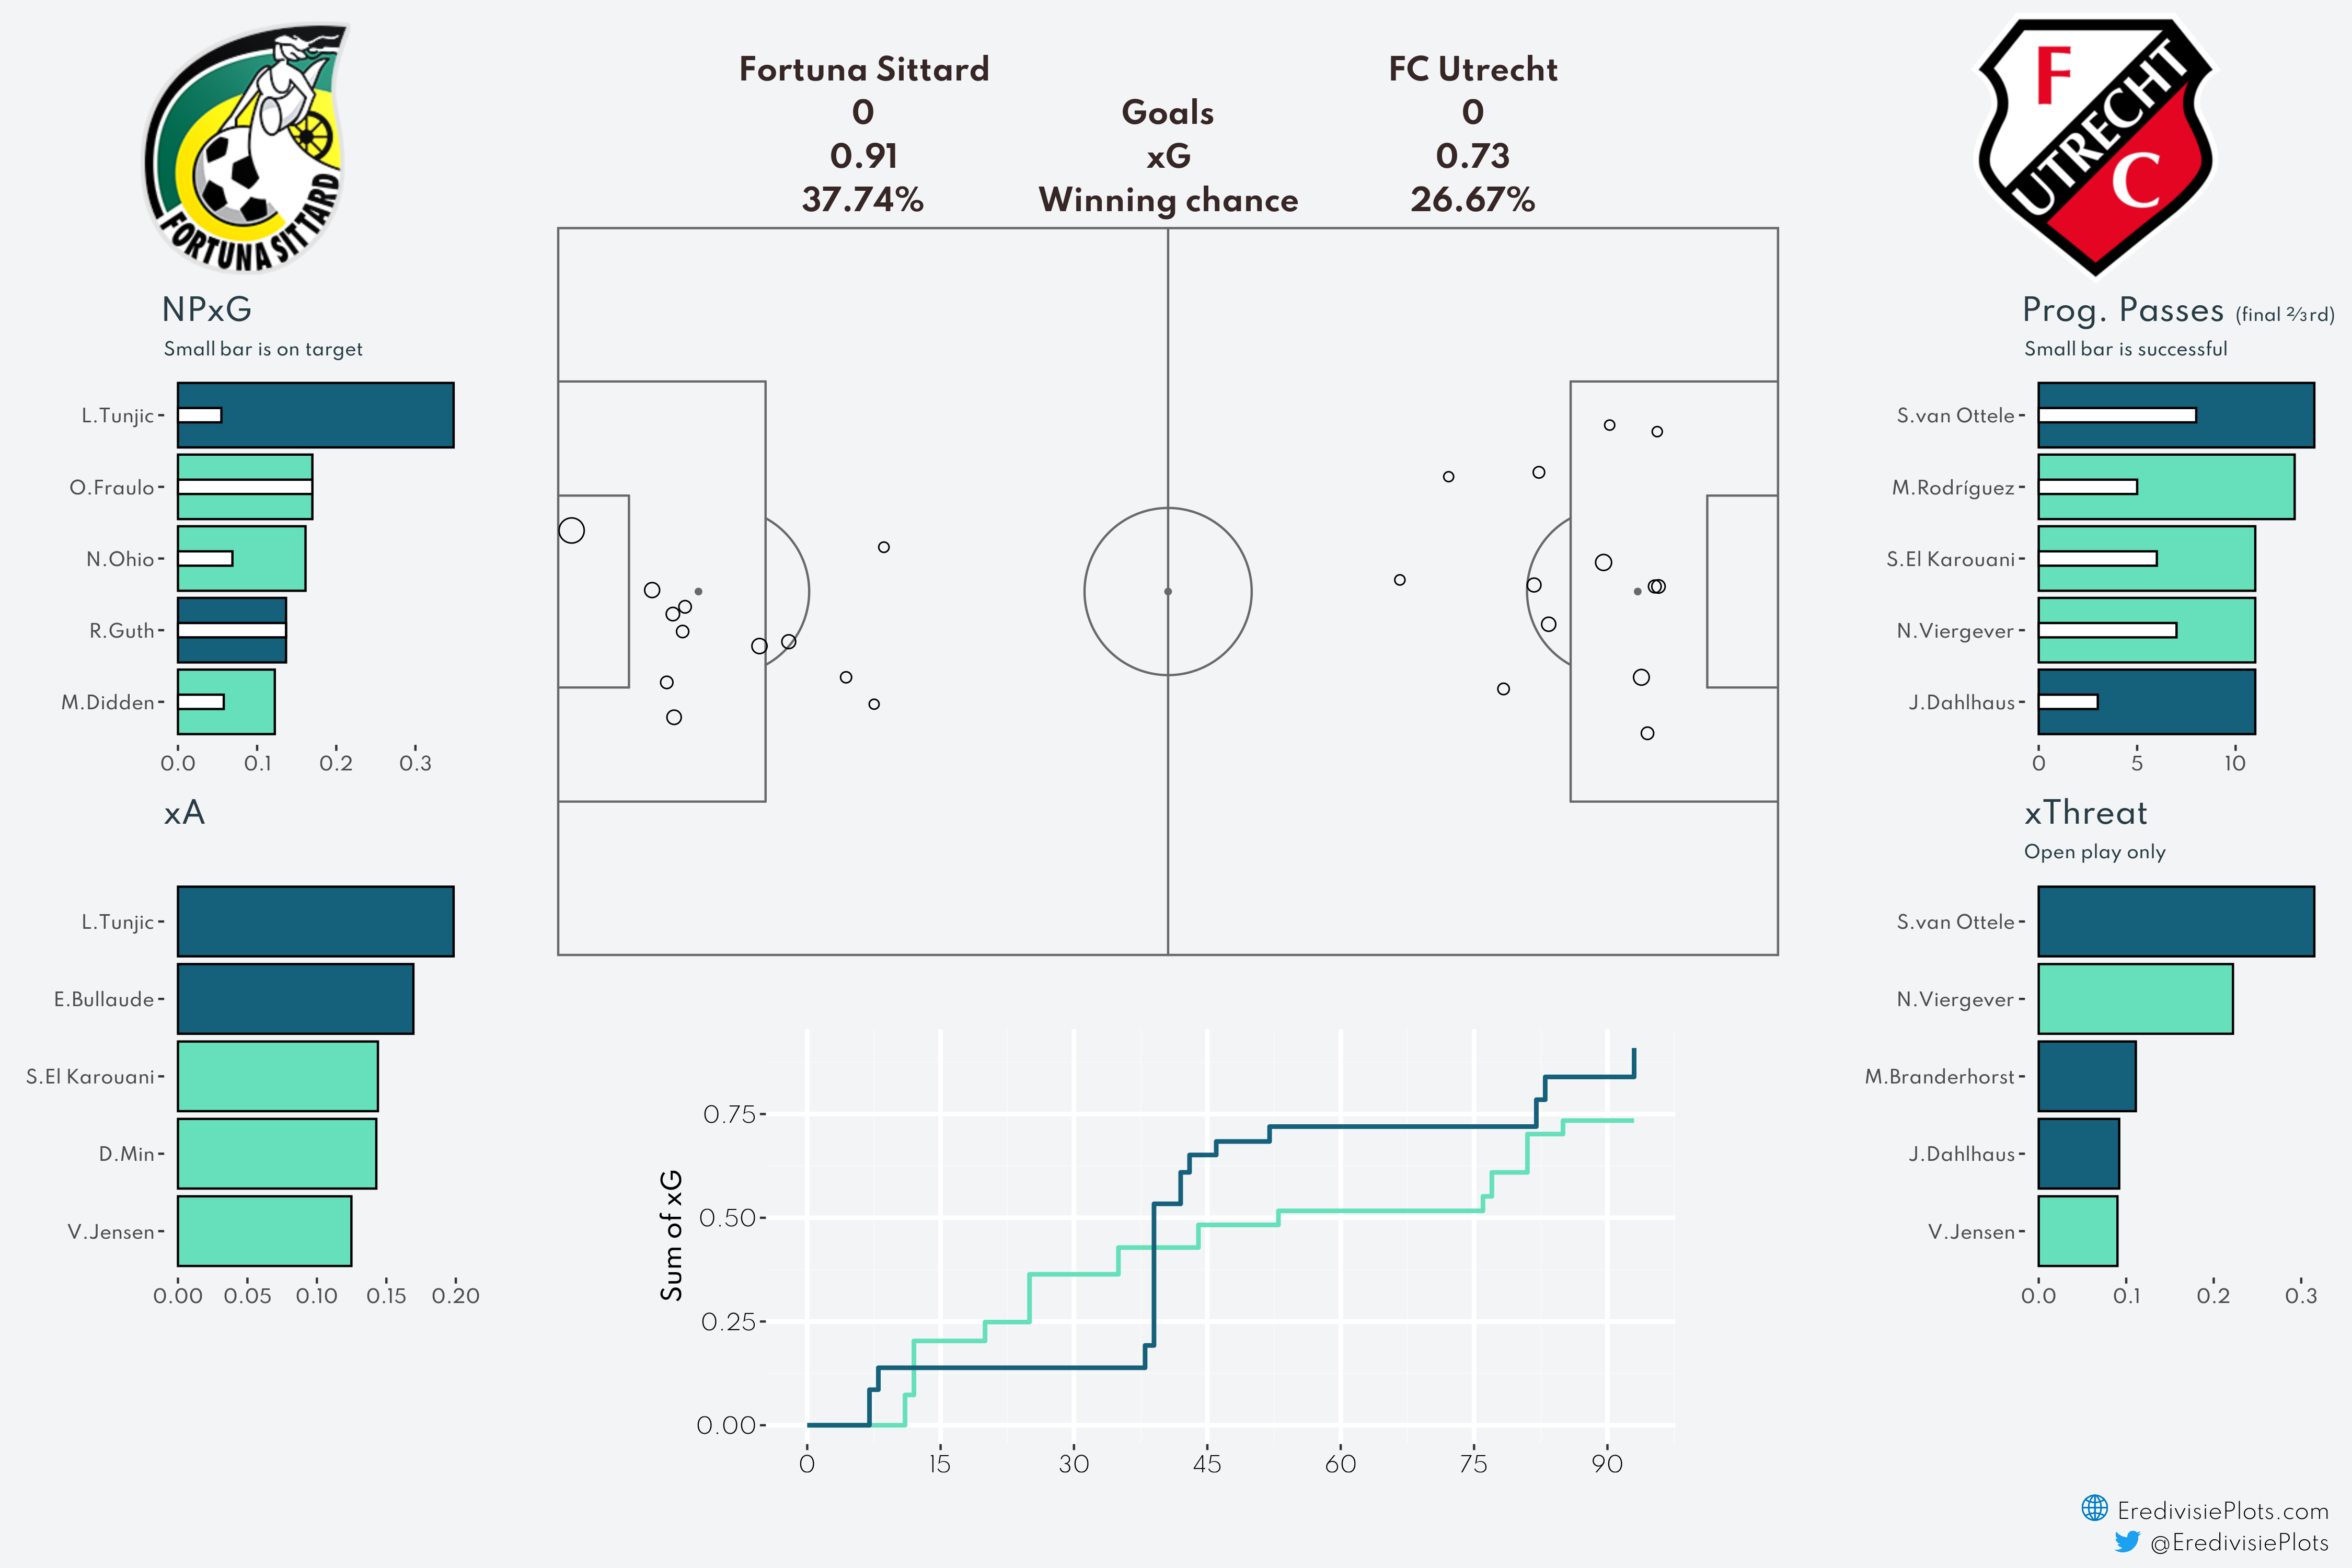 FORTUNA SITTARD
Fortuna Sittard FC Utrecht
0 Goals 0
0.91 xG 0.73
37.74% Winning chance 26.67%
F
UTRECHT
C
NPxG
Small bar is on target
L.Tunjic
O.Fraulo
N.Ohio
R.Guth
M.Didden
0.0 0.1 0.2 0.3
xA
L.Tunjic
E.Bullaude
S.El Karouani
D.Min
V.Jensen
0.00 0.05 0.10 0.15 0.20
Sum of xG
0.75
0.50
0.25
0.00
0 15 30 45 60 75 90
Prog. Passes (final ⅔rd)
Small bar is successful
S.van Ottele
M.Rodríguez
S.El Karouani
N.Viergever
J.Dahlhaus
0 5 10
xThreat
Open play only
S.van Ottele
N.Viergever
M.Branderhorst
J.Dahlhaus
V.Jensen
0.0 0.1 0.2 0.3
EredivisiePlots.com
@EredivisiePlots